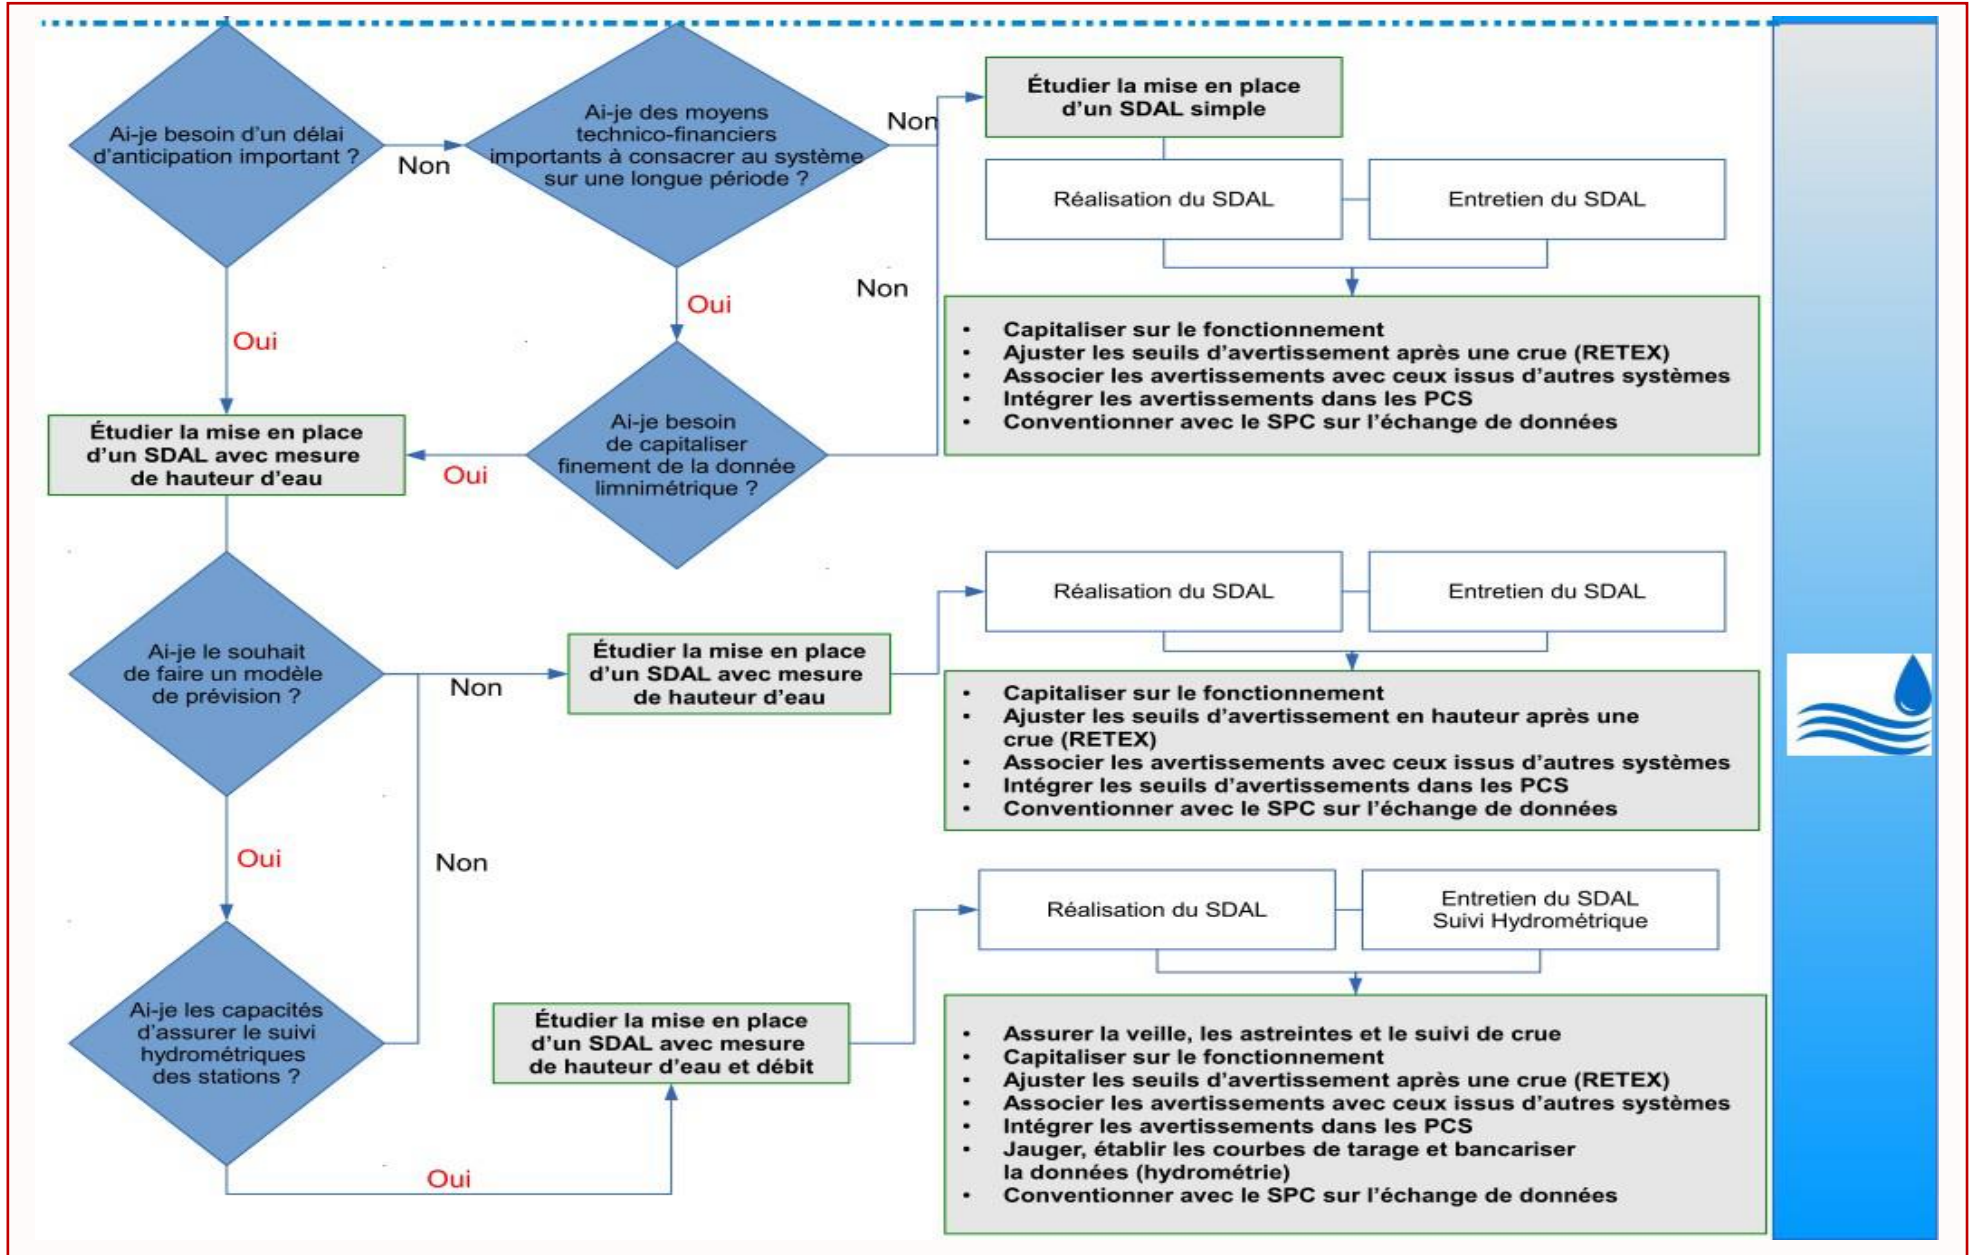 Ai-je besoin d'un délai
d'anticipation important ?
Non
Ai-je des moyens
technico-financiers
importants à consacrer au système
sur une longue période ?
Non
Étudier la mise en place
d'un SDAL simple
Réalisation du SDAL
Entretien du SDAL
Oui
Oui
Non
• Capitaliser sur le fonctionnement
• Ajuster les seuils d'avertissement après une crue (RETEX)
• Associer les avertissements avec ceux issus d'autres systèmes
• Intégrer les avertissements dans les PCS
• Conventionner avec le SPC sur l'échange de données
Étudier la mise en place
d'un SDAL avec mesure
de hauteur d'eau
Oui
Ai-je besoin
de capitaliser
finement de la donnée
limnimétrique ?
Ai-je le souhait
de faire un modèle
de prévision ?
Non
Étudier la mise en place
d'un SDAL avec mesure
de hauteur d'eau
Réalisation du SDAL
Entretien du SDAL
• Capitaliser sur le fonctionnement
• Ajuster les seuils d'avertissement en hauteur après une
crue (RETEX)
• Associer les avertissements avec ceux issus d'autres systèmes
• Intégrer les seuils d'avertissements dans les PCS
• Conventionner avec le SPC sur l'échange de données
Oui
Non
Ai-je les capacités
d'assurer le suivi
hydrométriques
des stations ?
Oui
Étudier la mise en place
d'un SDAL avec mesure
de hauteur d'eau et débit
Réalisation du SDAL
Entretien du SDAL
Suivi Hydrométrique
• Assurer la veille, les astreintes et le suivi de crue
• Capitaliser sur le fonctionnement
• Ajuster les seuils d'avertissement après une crue (RETEX)
• Associer les avertissements avec ceux issus d'autres systèmes
• Intégrer les avertissements dans les PCS
• Jauger, établir les courbes de tarage et bancariser
la données (hydrométrie)
• Conventionner avec le SPC sur l'échange de données